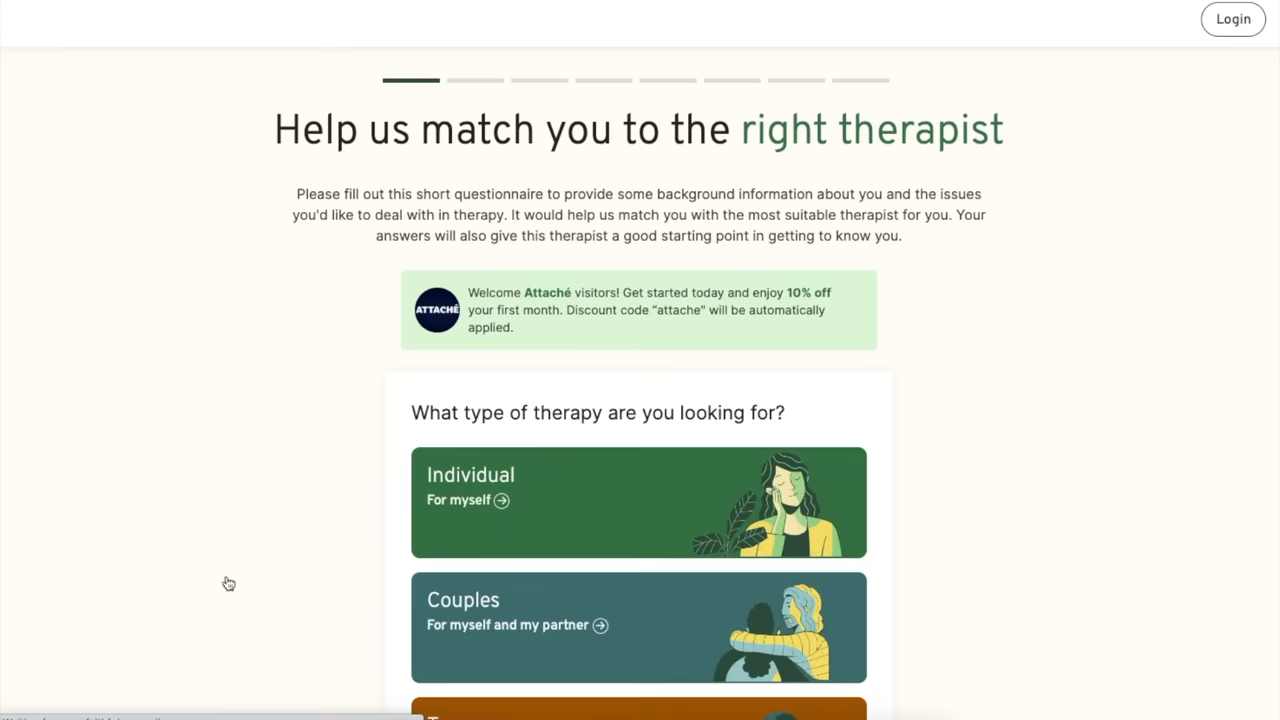 Login
Help us match you to the right therapist
Please fill out this short questionnaire to provide some background information about you and the issues
you'd like to deal with in therapy. It would help us match you with the most suitable therapist for you. Your
answers will also give this therapist a good starting point in getting to know you.
ATTACHÉ
Welcome Attaché visitors! Get started today and enjoy 10% off
your first month. Discount code "attache" will be automatically
applied.
What type of therapy are you looking for?
Individual
For myself
Couples
For myself and my partner